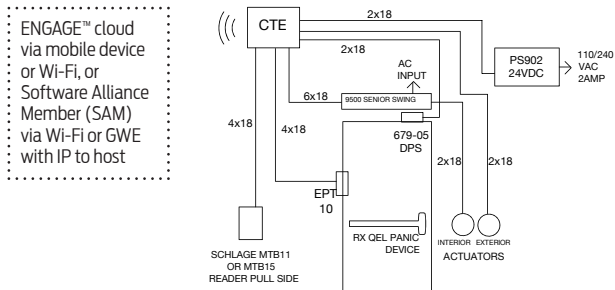 ENGAGE™ cloud
via mobile device
or Wi-Fi, or
Software Alliance
Member (SAM)
via Wi-Fi or GWE
with IP to host
CTE
2x18
2x18
PS902
24VDC
110/240
VAC
2AMP
AC
INPUT
6x18
9500 SENIOR SWING
4x18
4x18
679-05
DPS
2x18
2x18
EPT
10
RX QEL PANIC
DEVICE
INTERIOR
EXTERIOR
ACTUATORS
SCHLAGE MTB11
OR MTB15
READER PULL SIDE